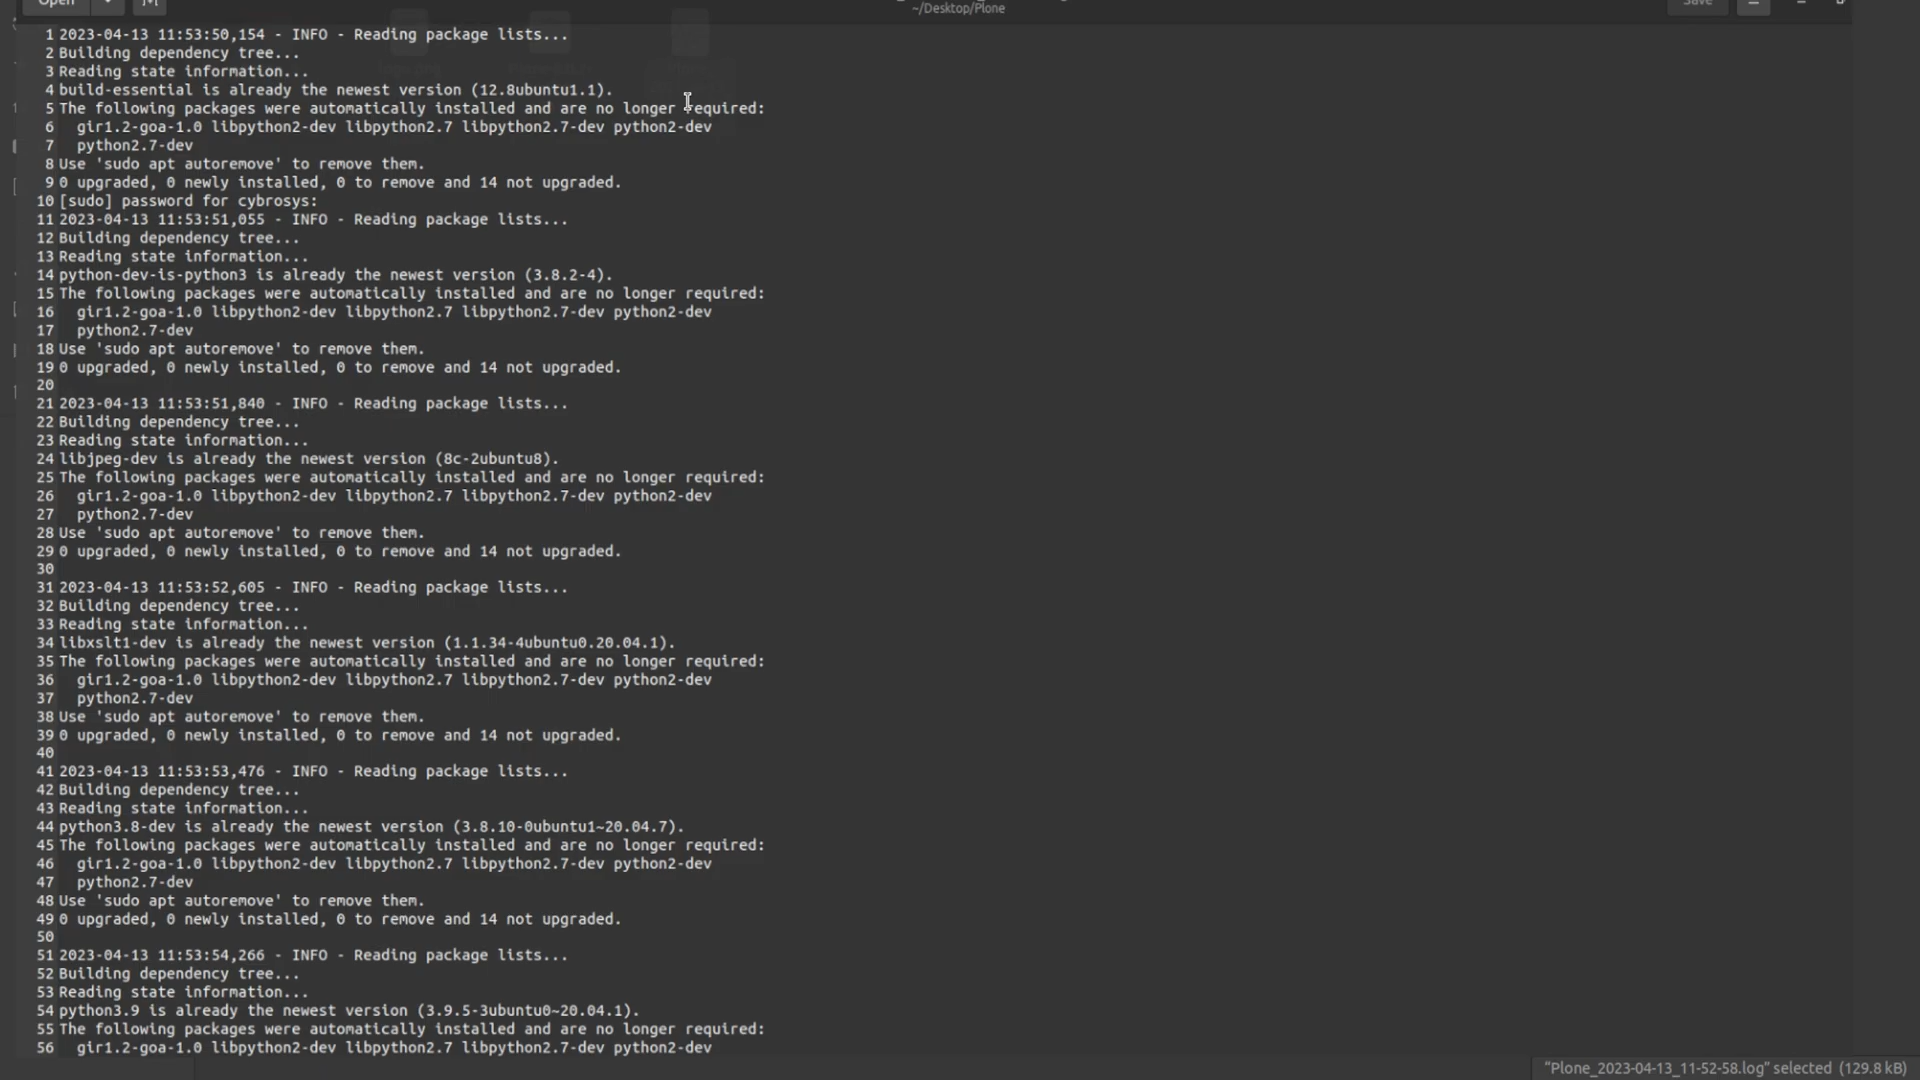 Open
~/Desktop/Plone
Save
1 2023-04-13 11:53:50,154 - INFO - Reading package lists...
2 Building dependency tree...
3 Reading state information...
4 build-essential is already the newest version (12.8ubuntu1.1).
5 The following packages were automatically installed and are no longer required:
6 gir1.2-goa-1.0 libpython2-dev libpython2.7 libpython2.7-dev python2-dev
7 python2.7-dev
8 Use 'sudo apt autoremove' to remove them.
9 0 upgraded, 0 newly installed, 0 to remove and 14 not upgraded.
10 [sudo] password for cybrosys:
11 2023-04-13 11:53:51,055 - INFO - Reading package lists...
12 Building dependency tree...
13 Reading state information...
14 python-dev-is-python3 is already the newest version (3.8.2-4).
15 The following packages were automatically installed and are no longer required:
16 gir1.2-goa-1.0 libpython2-dev libpython2.7 libpython2.7-dev python2-dev
17 python2.7-dev
18 Use 'sudo apt autoremove' to remove them.
19 0 upgraded, 0 newly installed, 0 to remove and 14 not upgraded.
20
21 2023-04-13 11:53:51,840 - INFO - Reading package lists...
22 Building dependency tree...
23 Reading state information...
24 libjpeg-dev is already the newest version (8c-2ubuntu8).
25 The following packages were automatically installed and are no longer required:
26 gir1.2-goa-1.0 libpython2-dev libpython2.7 libpython2.7-dev python2-dev
27 python2.7-dev
28 Use 'sudo apt autoremove' to remove them.
29 0 upgraded, 0 newly installed, 0 to remove and 14 not upgraded.
30
31 2023-04-13 11:53:52,605 - INFO - Reading package lists...
32 Building dependency tree...
33 Reading state information...
34 libxslt1-dev is already the newest version (1.1.34-4ubuntu0.20.04.1).
35 The following packages were automatically installed and are no longer required:
36 gir1.2-goa-1.0 libpython2-dev libpython2.7 libpython2.7-dev python2-dev
37 python2.7-dev
38 Use 'sudo apt autoremove' to remove them.
39 0 upgraded, 0 newly installed, 0 to remove and 14 not upgraded.
40
41 2023-04-13 11:53:53,476 - INFO - Reading package lists...
42 Building dependency tree...
43 Reading state information...
44 python3.8-dev is already the newest version (3.8.10-0ubuntu1~20.04.7).
45 The following packages were automatically installed and are no longer required:
46 gir1.2-goa-1.0 libpython2-dev libpython2.7 libpython2.7-dev python2-dev
47 python2.7-dev
48 Use 'sudo apt autoremove' to remove them.
49 0 upgraded, 0 newly installed, 0 to remove and 14 not upgraded.
50
51 2023-04-13 11:53:54,266 - INFO - Reading package lists...
52 Building dependency tree...
53 Reading state information...
54 python3.9 is already the newest version (3.9.5-3ubuntu0~20.04.1).
55 The following packages were automatically installed and are no longer required:
56 gir1.2-goa-1.0 libpython2-dev libpython2.7 libpython2.7-dev python2-dev
"Plone_2023-04-13_11-52-58.log" selected (129.8 kB)